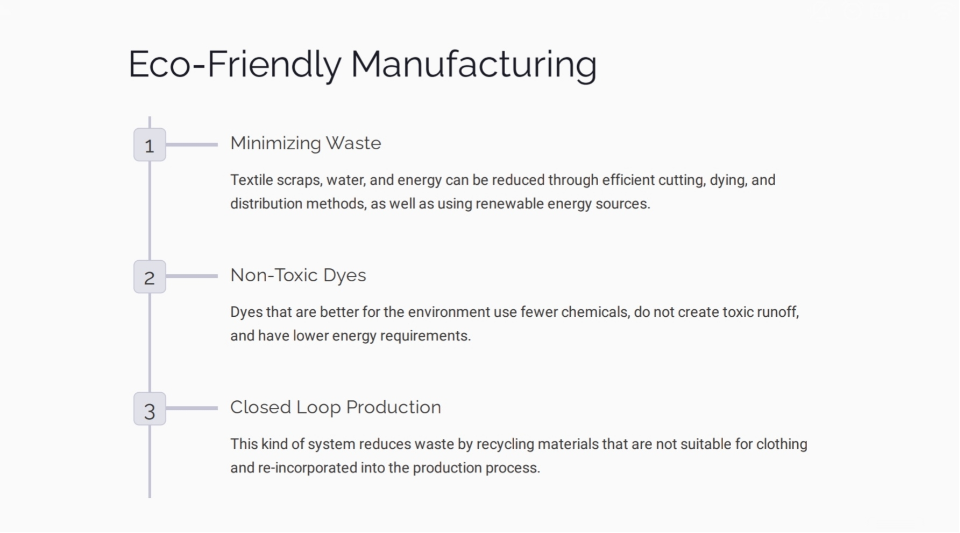 Eco-Friendly Manufacturing
1
Minimizing Waste
Textile scraps, water, and energy can be reduced through efficient cutting, dying, and
distribution methods, as well as using renewable energy sources.
2
Non-Toxic Dyes
Dyes that are better for the environment use fewer chemicals, do not create toxic runoff,
and have lower energy requirements.
3
Closed Loop Production
This kind of system reduces waste by recycling materials that are not suitable for clothing
and re-incorporated into the production process.